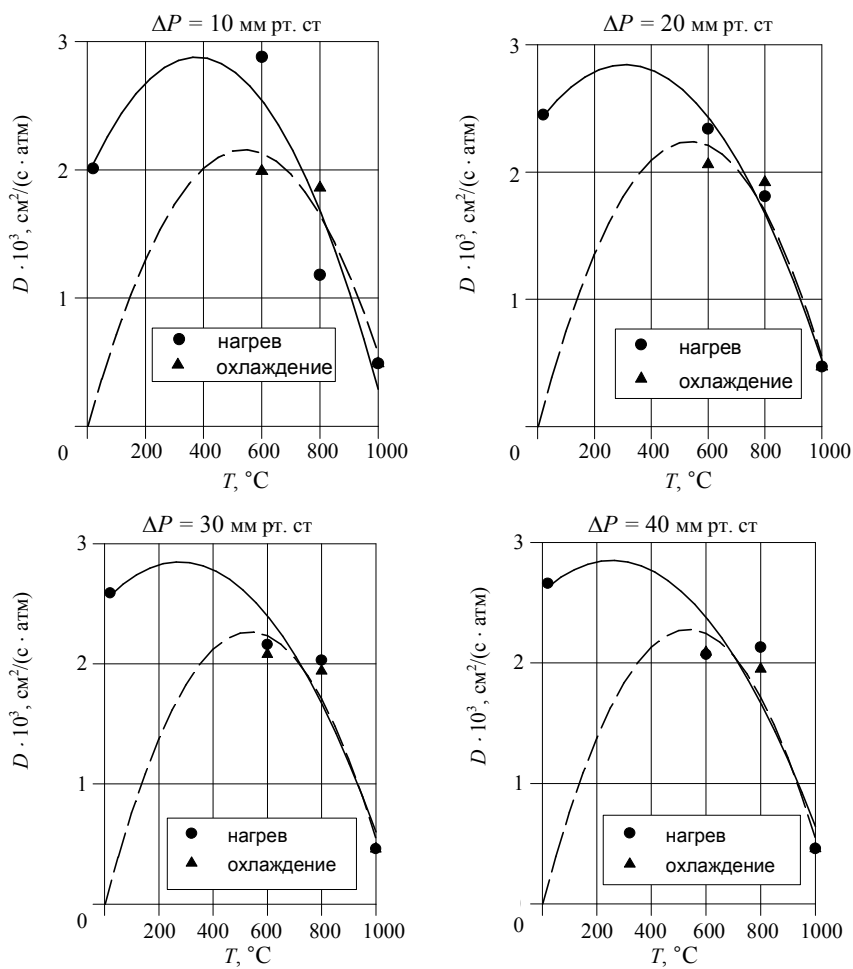 ΔP = 10 мм рт. ст
D · 10³, см²/(с · атм)
3
2
1
0
нагрев
охлаждение
200 400 600 800 1000
T, °C
ΔP = 20 мм рт. ст
D · 10³, см²/(с · атм)
3
2
1
0
нагрев
охлаждение
200 400 600 800 1000
T, °C
ΔP = 30 мм рт. ст
D · 10³, см²/(с · атм)
3
2
1
0
нагрев
охлаждение
200 400 600 800 1000
T, °C
ΔP = 40 мм рт. ст
D · 10³, см²/(с · атм)
3
2
1
0
нагрев
охлаждение
200 400 600 800 1000
T, °C